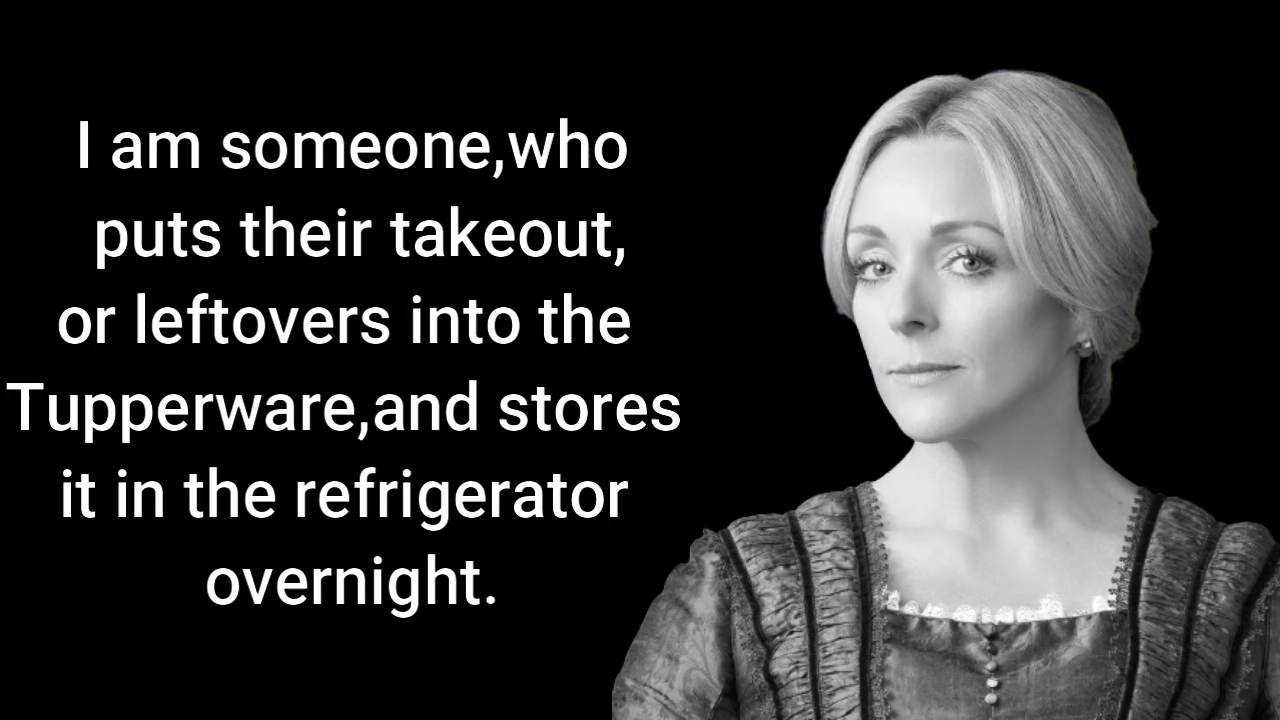 I am someone,who
puts their takeout,
or leftovers into the
Tupperware,and stores
it in the refrigerator
overnight.